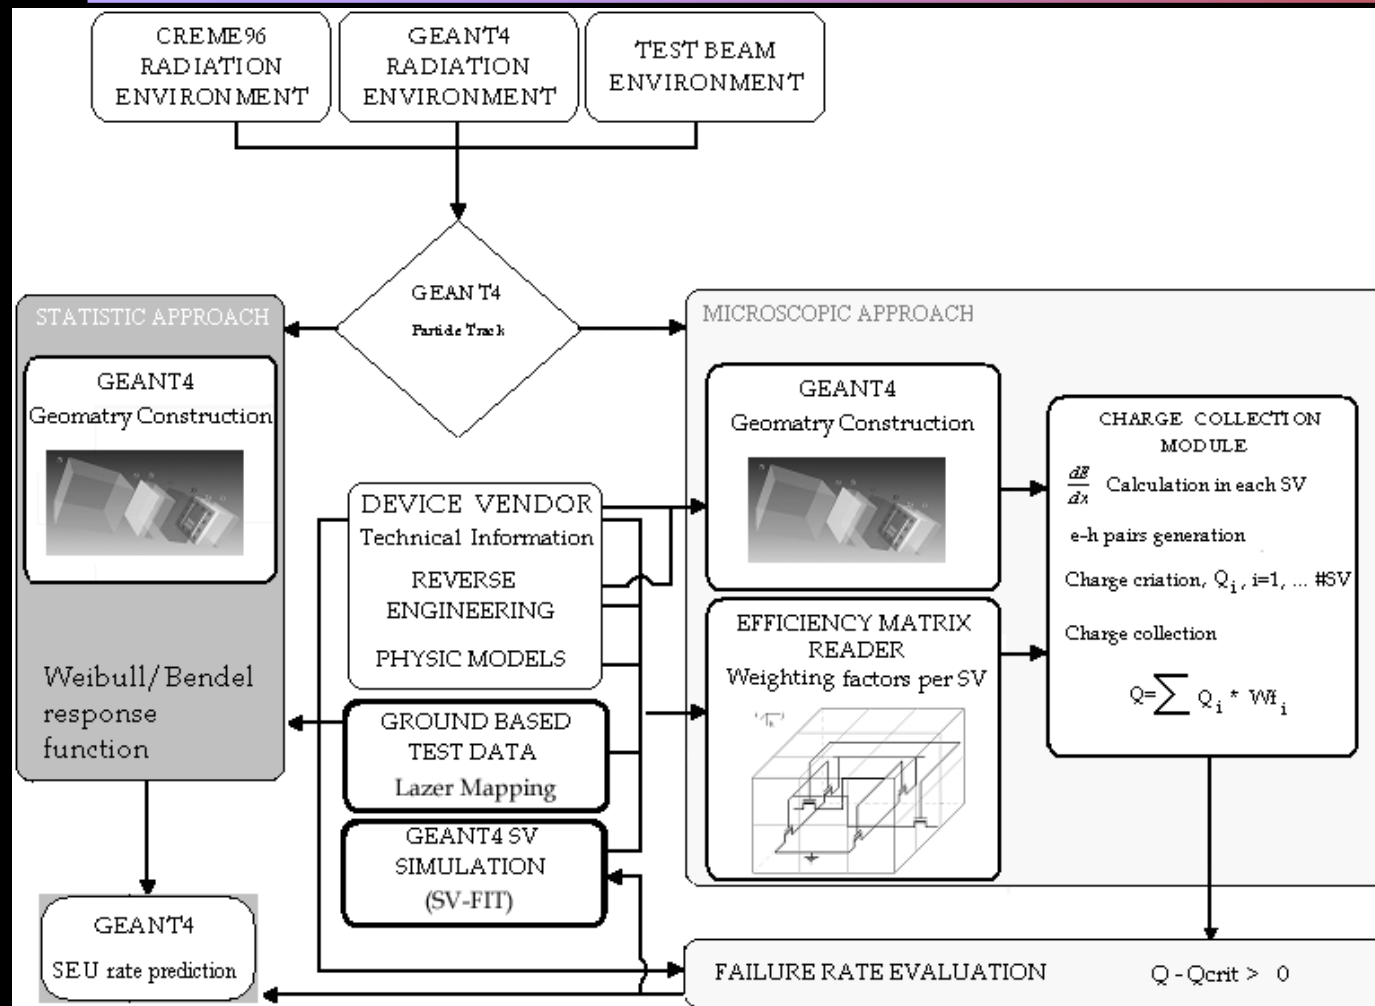 CREME96
RADIATION
ENVIRONMENT
GEANT4
RADIATION
ENVIRONMENT
TEST BEAM
ENVIRONMENT
GEANT4
Particle Track
STATISTIC APPROACH
GEANT4
Geomatry Construction
Weibull/Bendel
response
function
GEANT4
SEU rate prediction
DEVICE VENDOR
Technical Information
REVERSE
ENGINEERING
PHYSIC MODELS
GROUND BASED
TEST DATA
Lazer Mapping
GEANT4 SV
SIMULATION
(SV-FIT)
MICROSCOPIC APPROACH
GEANT4
Geomatry Construction
EFFICIENCY MATRIX
READER
Weighting factors per SV
CHARGE COLLECTION
MODULE
dE/dx Calculation in each SV
e-h pairs generation
Charge criation, Q_i, i=1, ... #SV
Charge collection
Q=∑ Q_i * Wf_i
FAILURE RATE EVALUATION Q - Qcrit > 0